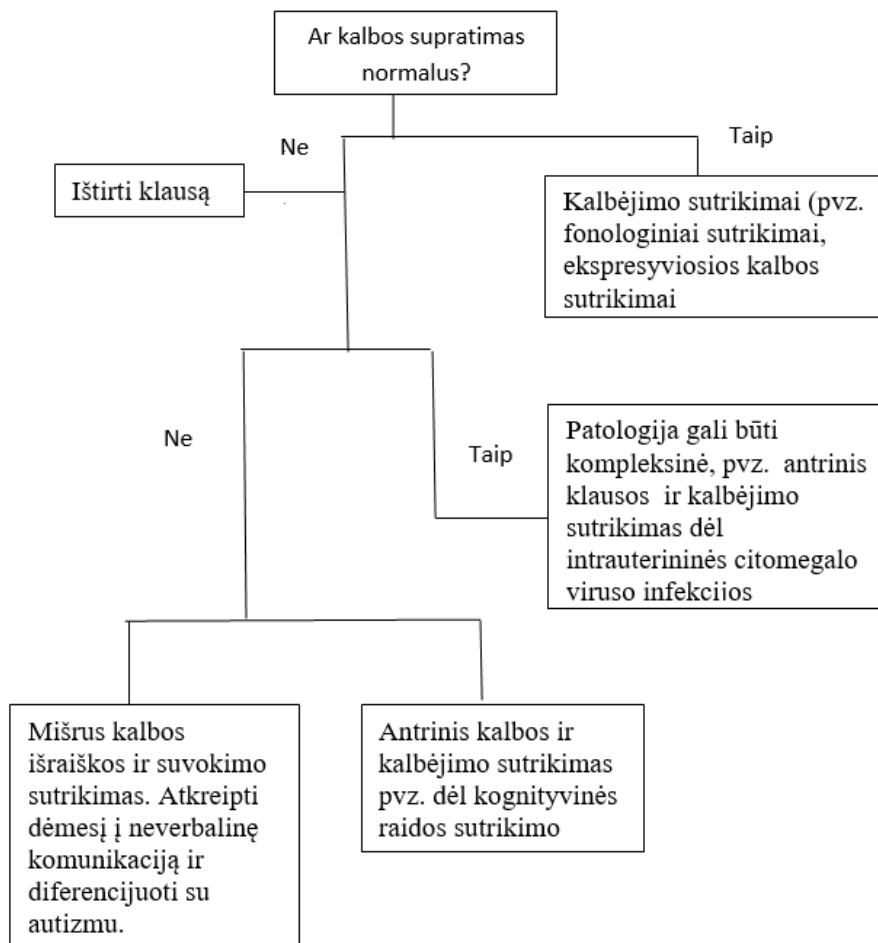 Ar kalbos supratimas
normalus?
Ne
Taip
Ištirti klausą
Kalbėjimo sutrikimai (pvz.
fonologiniai sutrikimai,
ekspresyviosios kalbos
sutrikimai
Ne
Taip
Patologija gali būti
kompleksinė, pvz. antrinis
klausos ir kalbėjimo
sutrikimas dėl
intrauterininės citomegalo
viruso infekcijos
Mišrus kalbos
išraiškos ir suvokimo
sutrikimas. Atkreipti
dėmesį į neverbalinę
komunikaciją ir
diferencijuoti su
autizmu.
Antrinis kalbos ir
kalbėjimo sutrikimas
pvz. dėl kognityvinės
raidos sutrikimo